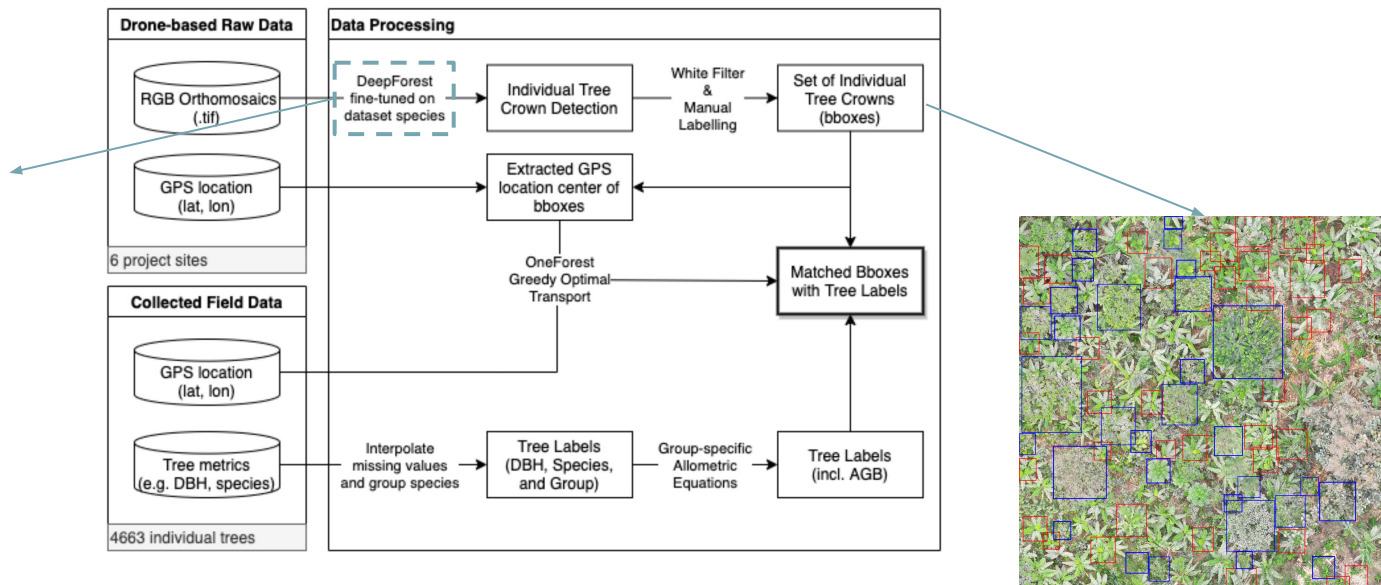 Drone-based Raw Data
RGB Orthomosaics
(.tif)
GPS location
(lat, lon)
6 project sites
Collected Field Data
GPS location
(lat, lon)
Tree metrics
(e.g. DBH, species)
4663 individual trees
Data Processing
DeepForest
fine-tuned on
dataset species
Individual Tree
Crown Detection
White Filter
&
Manual
Labelling
Set of Individual
Tree Crowns
(bboxes)
Extracted GPS
location center of
bboxes
OneForest
Greedy Optimal
Transport
Matched Bboxes
with Tree Labels
Interpolate
missing values
and group species
Tree Labels
(DBH, Species,
and Group)
Group-specific
Allometric
Equations
Tree Labels
(incl. AGB)